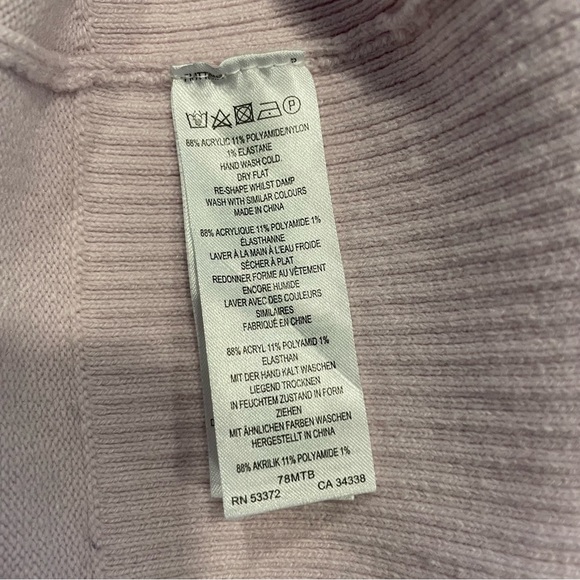 P
88% ACRYLIC 11% POLYAMIDE/NYLON
1% ELASTANE
HAND WASH COLD.
DRY FLAT
RE-SHAPE WHILST DAMP
WASH WITH SIMILAR COLOURS
MADE IN CHINA
88% ACRYLIQUE 11% POLYAMIDE 1%
ÉLASTHANNE
LAVER À LA MAIN À L'EAU FROIDE
SÉCHER À PLAT
REDONNER FORME AU VÊTEMENT
ENCORE HUMIDE
LAVER AVEC DES COULEURS
SIMILAIRES
FABRIQUÉ EN CHINE
88% ACRYL 11% POLYAMID 1%
ELASTHAN
MIT DER HAND KALT WASCHEN
LIEGEND TROCKNEN
IN FEUCHTEM ZUSTAND IN FORM
ZIEHEN
MIT ÄHNLICHEN FARBEN WASCHEN
HERGESTELLT IN CHINA
88% AKRILIK 11% POLYAMIDE 1%
78MTB
RN 53372 CA 34338